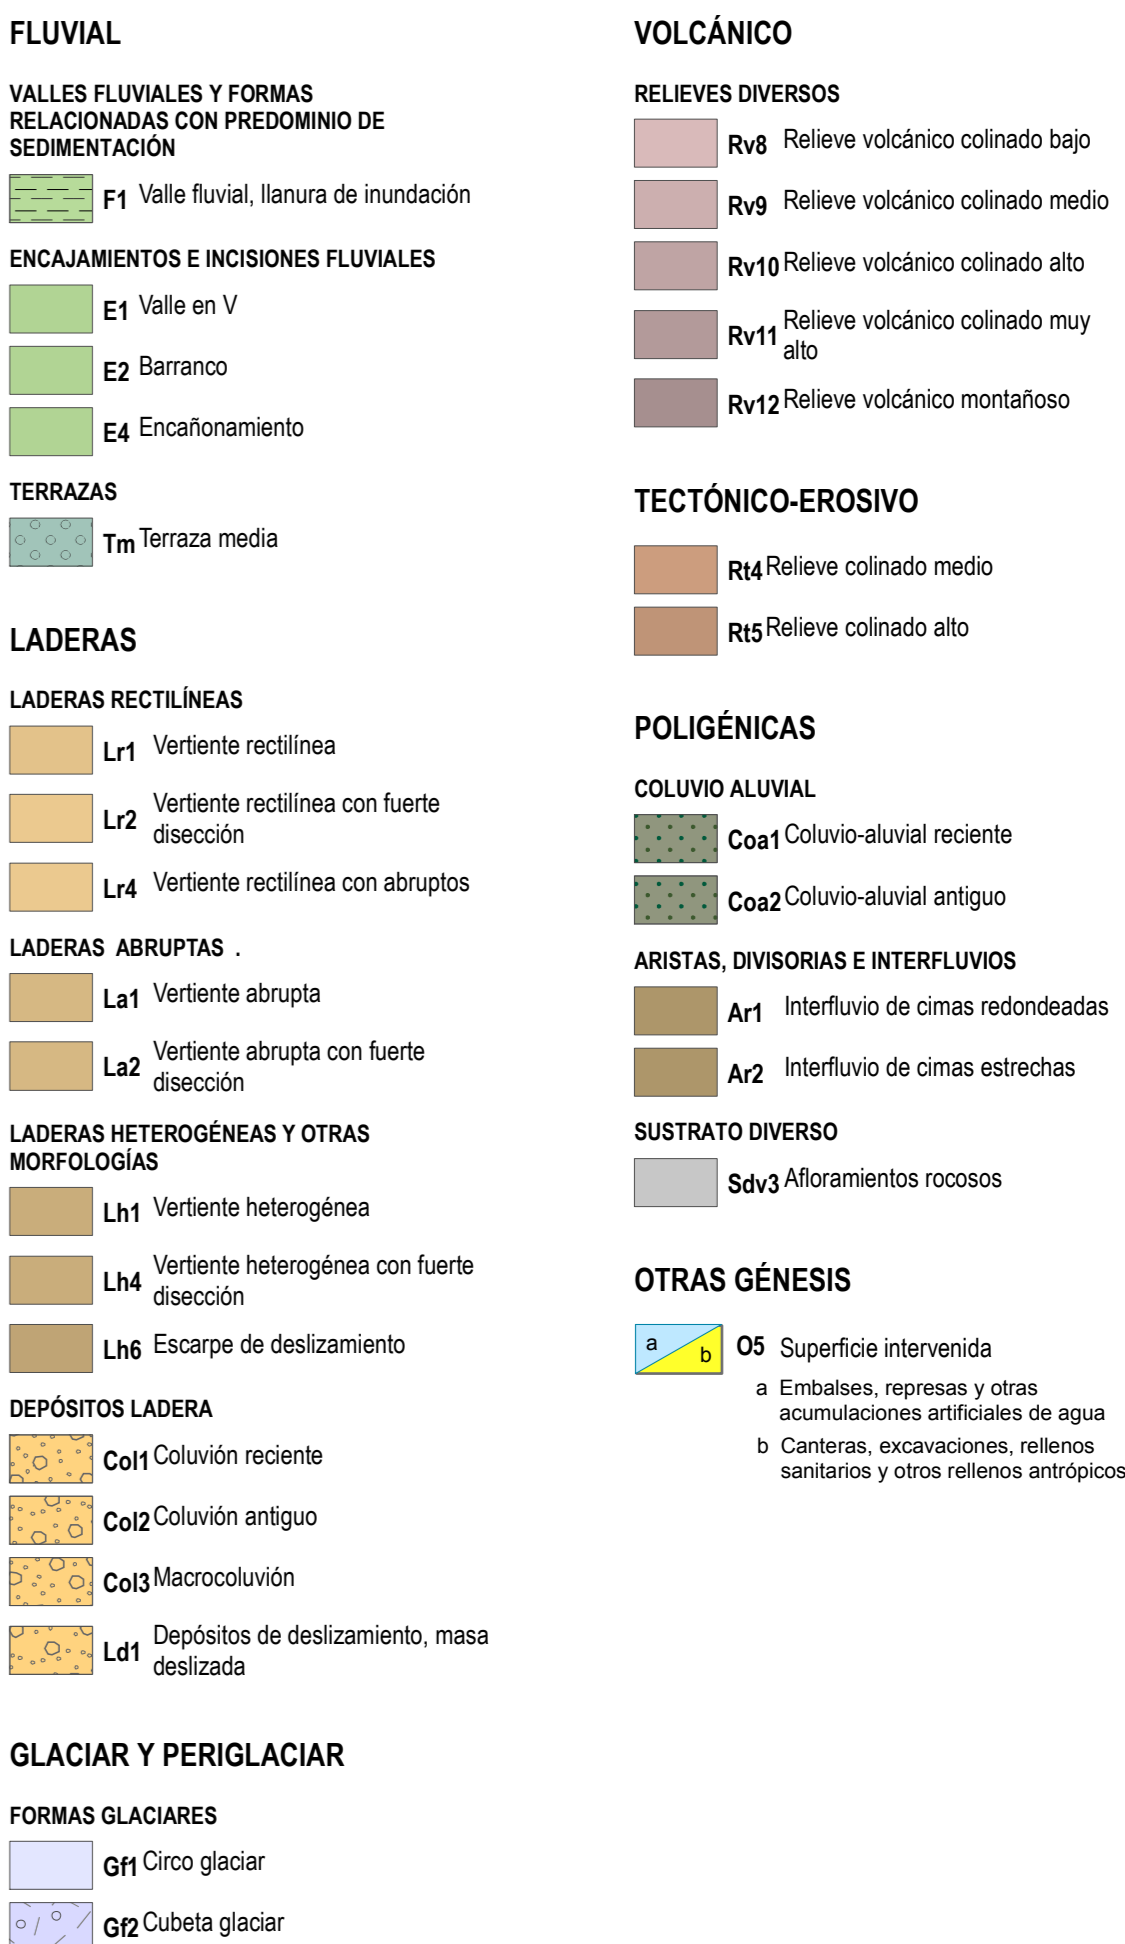 FLUVIAL
VALLES FLUVIALES Y FORMAS
RELACIONADAS CON PREDOMINIO DE
SEDIMENTACIÓN
F1 Valle fluvial, llanura de inundación
ENCAJAMIENTOS E INCISIONES FLUVIALES
E1 Valle en V
E2 Barranco
E4 Encañonamiento
TERRAZAS
Tm Terraza media
LADERAS
LADERAS RECTILÍNEAS
Lr1 Vertiente rectilínea
Lr2 Vertiente rectilínea con fuerte
disección
Lr4 Vertiente rectilínea con abruptos
LADERAS ABRUPTAS .
La1 Vertiente abrupta
La2 Vertiente abrupta con fuerte
disección
LADERAS HETEROGÉNEAS Y OTRAS
MORFOLOGÍAS
Lh1 Vertiente heterogénea
Lh4 Vertiente heterogénea con fuerte
disección
Lh6 Escarpe de deslizamiento
DEPÓSITOS LADERA
Col1 Coluvión reciente
Col2 Coluvión antiguo
Col3 Macrocoluvión
Ld1 Depósitos de deslizamiento, masa
deslizada
GLACIAR Y PERIGLACIAR
FORMAS GLACIARES
Gf1 Circo glaciar
Gf2 Cubeta glaciar
VOLCÁNICO
RELIEVES DIVERSOS
Rv8 Relieve volcánico colinado bajo
Rv9 Relieve volcánico colinado medio
Rv10 Relieve volcánico colinado alto
Rv11 Relieve volcánico colinado muy
alto
Rv12 Relieve volcánico montañoso
TECTÓNICO-EROSIVO
Rt4 Relieve colinado medio
Rt5 Relieve colinado alto
POLIGÉNICAS
COLUVIO ALUVIAL
Coa1 Coluvio-aluvial reciente
Coa2 Coluvio-aluvial antiguo
ARISTAS, DIVISORIAS E INTERFLUVIOS
Ar1 Interfluvio de cimas redondeadas
Ar2 Interfluvio de cimas estrechas
SUSTRATO DIVERSO
Sdv3 Afloramientos rocosos
OTRAS GÉNESIS
a b O5 Superficie intervenida
a Embalses, represas y otras
acumulaciones artificiales de agua
b Canteras, excavaciones, rellenos
sanitarios y otros rellenos antrópicos